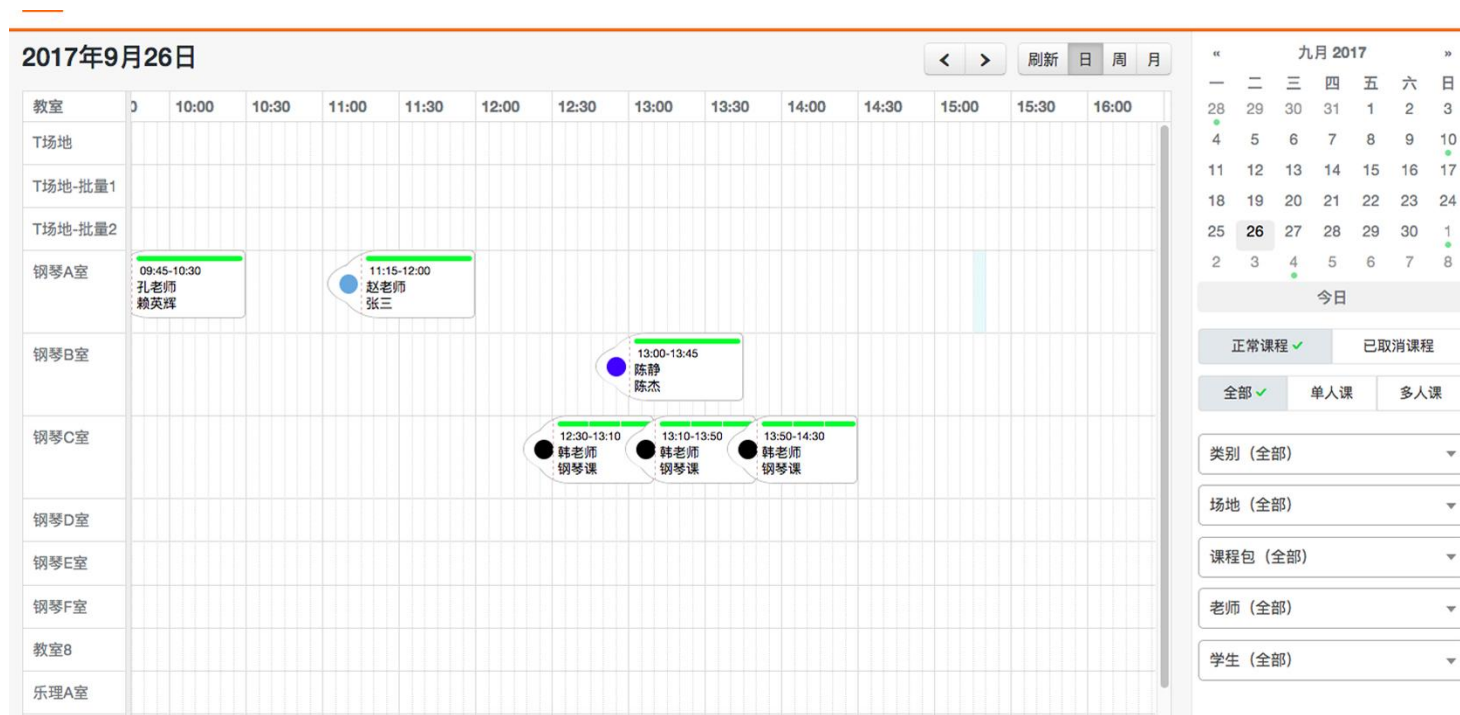 2017年9月26日
刷新 日 周 月
教室 10:00 10:30 11:00 11:30 12:00 12:30 13:00 13:30 14:00 14:30 15:00 15:30 16:00
T场地
T场地-批量1
T场地-批量2
钢琴A室
09:45-10:30
孔老师
赖英辉
11:15-12:00
赵老师
张三
钢琴B室
13:00-13:45
陈静
陈杰
钢琴C室
12:30-13:10
韩老师
钢琴课
13:10-13:50
韩老师
钢琴课
13:50-14:30
韩老师
钢琴课
钢琴D室
钢琴E室
钢琴F室
教室8
乐理A室
« 九月 2017 »
一 二 三 四 五 六 日
28 29 30 31 1 2 3
4 5 6 7 8 9 10
11 12 13 14 15 16 17
18 19 20 21 22 23 24
25 26 27 28 29 30 1
2 3 4 5 6 7 8
今日
正常课程 已取消课程
全部 单人课 多人课
类别（全部）
场地（全部）
课程包（全部）
老师（全部）
学生（全部）